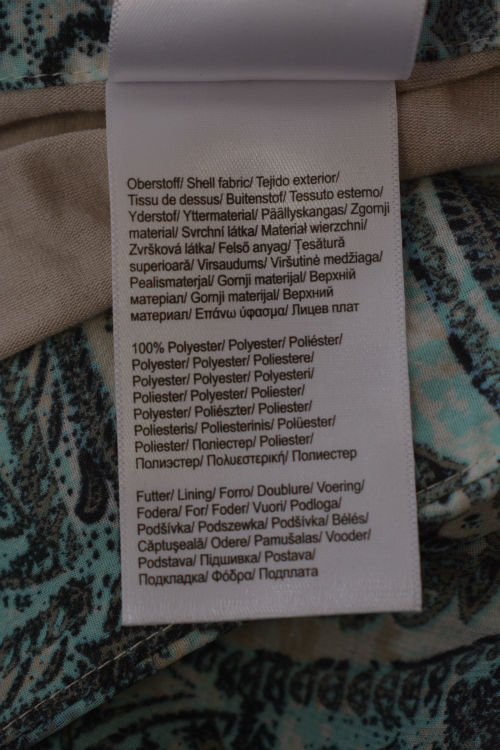 Oberstoff/ Shell fabric/ Tejido exterior/
Tissu de dessus/ Buitenstof/ Tessuto esterno/
Yderstof/ Yttermaterial/ Päällyskangas/ Zgornji
material/ Svrchní látka/ Materiał wierzchni/
Zvršková látka/ Felső anyag/ Țesătură
superioară/ Virsaudums/ Viršutinė medžiaga/
Pealismaterjal/ Gornji materijal/ Верхній
матеріал/ Gornji materijal/ Верхний
материал/ Επάνω ύφασμα/ Лицев плат
100% Polyester/ Polyester/ Poliéster/
Polyester/ Polyester/ Poliestere/
Polyester/ Polyester/ Polyesteri/
Poliester/ Polyester/ Poliester/
Polyester/ Poliészter/ Poliester/
Poliesteris/ Poliesterinis/ Polüester/
Poliester/ Поліестер/ Poliester/
Полиэстер/ Πολυεστερική/ Полиестер
Futter/ Lining/ Forro/ Doublure/ Voering/
Fodera/ For/ Foder/ Vuori/ Podloga/
Podšívka/ Podszewka/ Podšívka/ Bélés/
Căptușeală/ Odere/ Pamušalas/ Vooder/
Podstava/ Підшивка/ Postava/
Подкладка/ Φόδρα/ Подплата